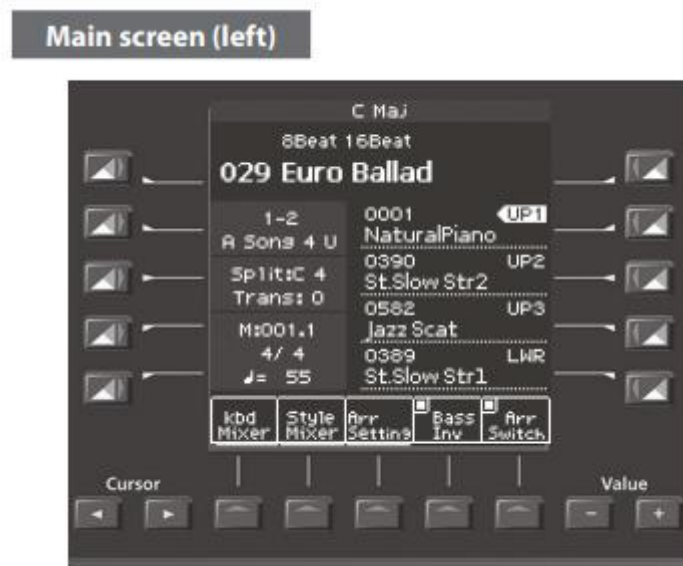 Main screen (left)
C Maj
8Beat 16Beat
029 Euro Ballad
1-2
A Song 4 U
Split:C 4
Trans: 0
M:001.1
4/ 4
♩= 55
0001 UP1
NaturalPiano
0390 UP2
St.Slow Str2
0582 UP3
Jazz Scat
0389 LWR
St.Slow Str1
kbd Mixer
Style Mixer
Arr Setting
Bass Inv
Arr Switch
Cursor
Value